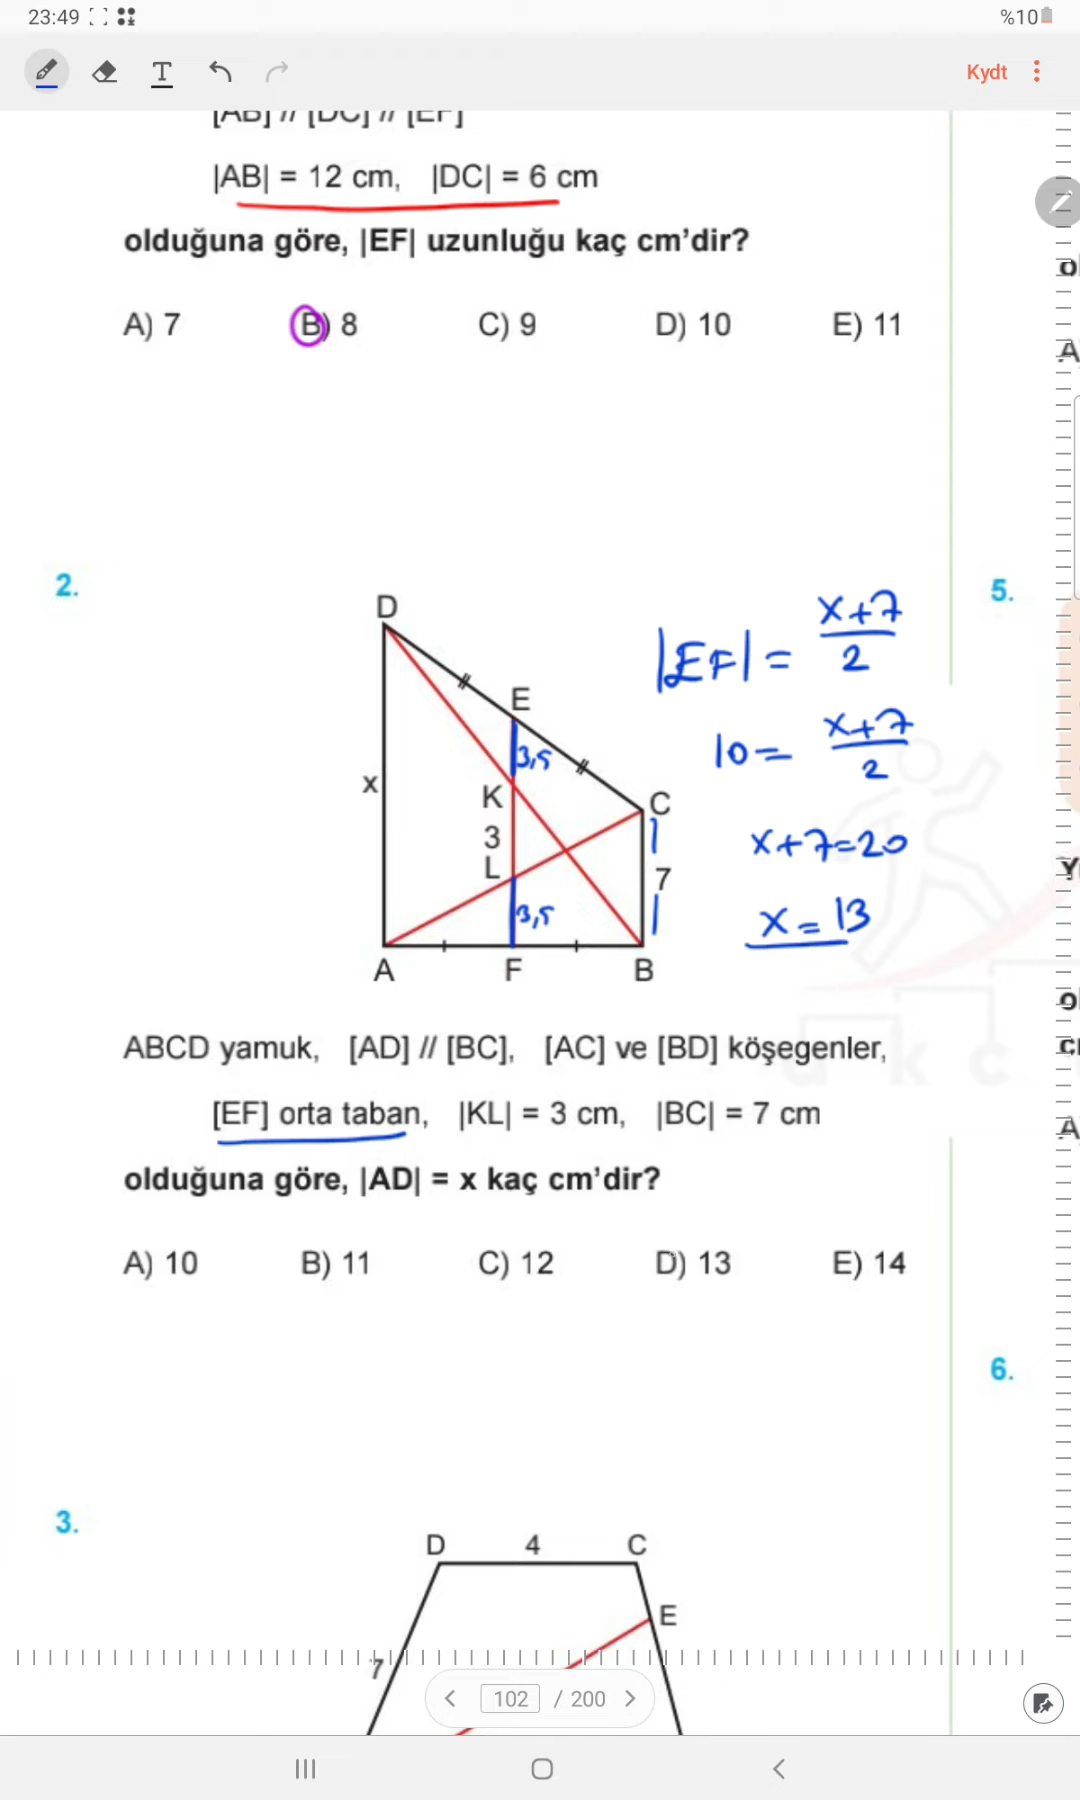 23:49 %10
T Kydt
[AB] // [DC] // [EF]
|AB| = 12 cm, |DC| = 6 cm
olduğuna göre, |EF| uzunluğu kaç cm'dir?
A) 7 B) 8 C) 9 D) 10 E) 11
2.
D
E
x
3,5
K
3
L
3,5
C
7
A F B
|EF| = x+7/2
10 = x+7/2
x+7=20
x = 13
ABCD yamuk, [AD] // [BC], [AC] ve [BD] köşegenler,
[EF] orta taban, |KL| = 3 cm, |BC| = 7 cm
olduğuna göre, |AD| = x kaç cm'dir?
A) 10 B) 11 C) 12 D) 13 E) 14
3.
D 4 C
E
7
5.
6.
102 / 200